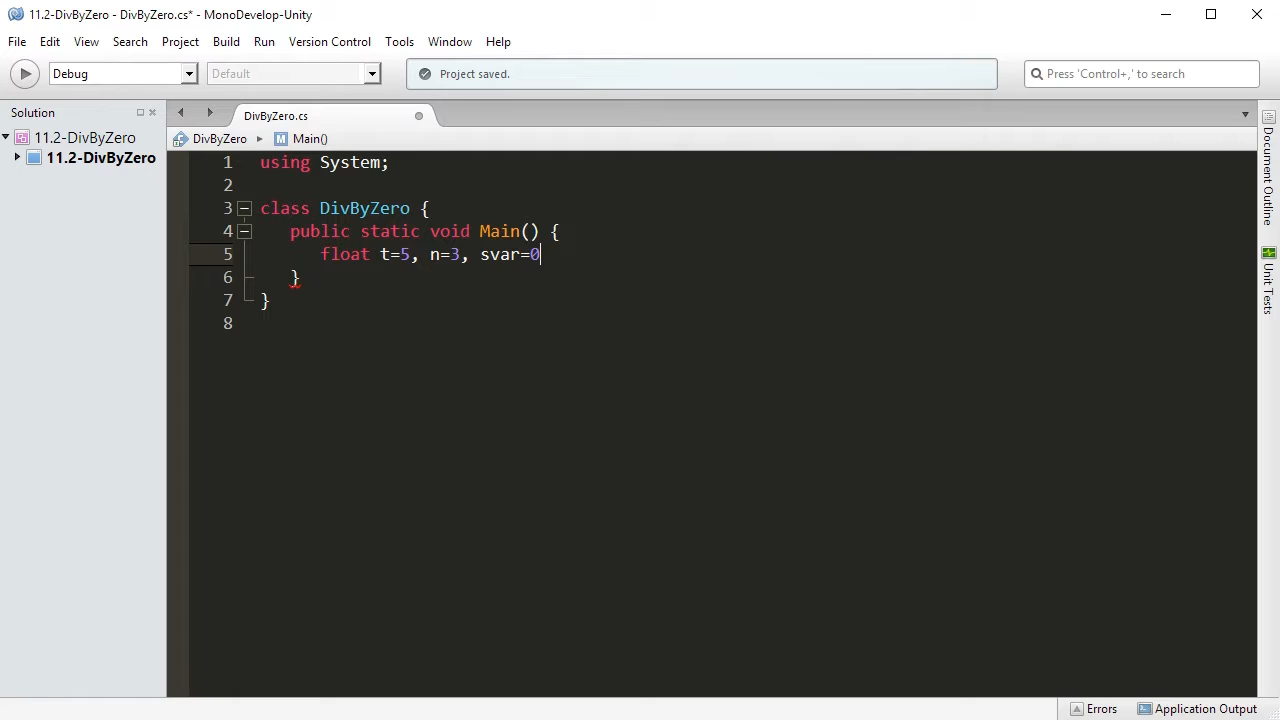 11.2-DivByZero - DivByZero.cs* - MonoDevelop-Unity
File Edit View Search Project Build Run Version Control Tools Window Help
Debug Default Project saved. Press 'Control+,' to search
Solution
DivByZero.cs
11.2-DivByZero
DivByZero Main()
11.2-DivByZero
1 using System;
2
3 class DivByZero {
4 public static void Main() {
5 float t=5, n=3, svar=0
6 }
7 }
8
Document Outline
Unit Tests
Errors Application Output